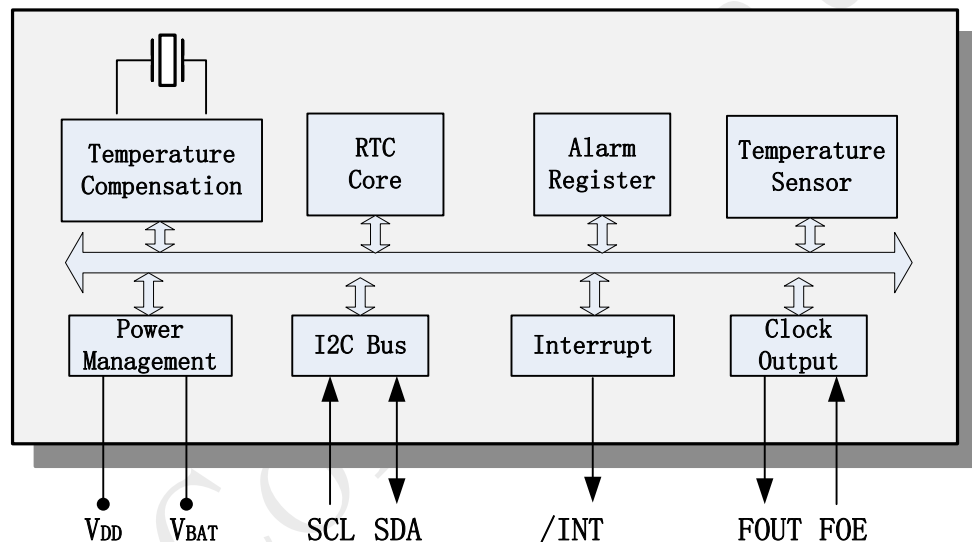 Temperature
Compensation
RTC
Core
Alarm
Register
Temperature
Sensor
Power
Management
I2C Bus
Interrupt
Clock
Output
VDD
VBAT
SCL SDA
/INT
FOUT FOE